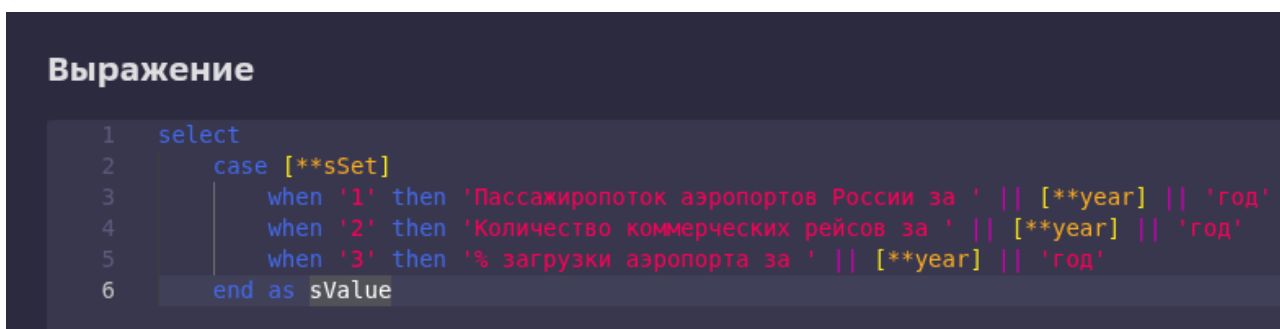 Выражение
1 select
2 case [**sSet]
3 when '1' then 'Пассажиропоток аэропортов России за ' || [**year] || 'год'
4 when '2' then 'Количество коммерческих рейсов за ' || [**year] || 'год'
5 when '3' then '% загрузки аэропорта за ' || [**year] || 'год'
6 end as sValue